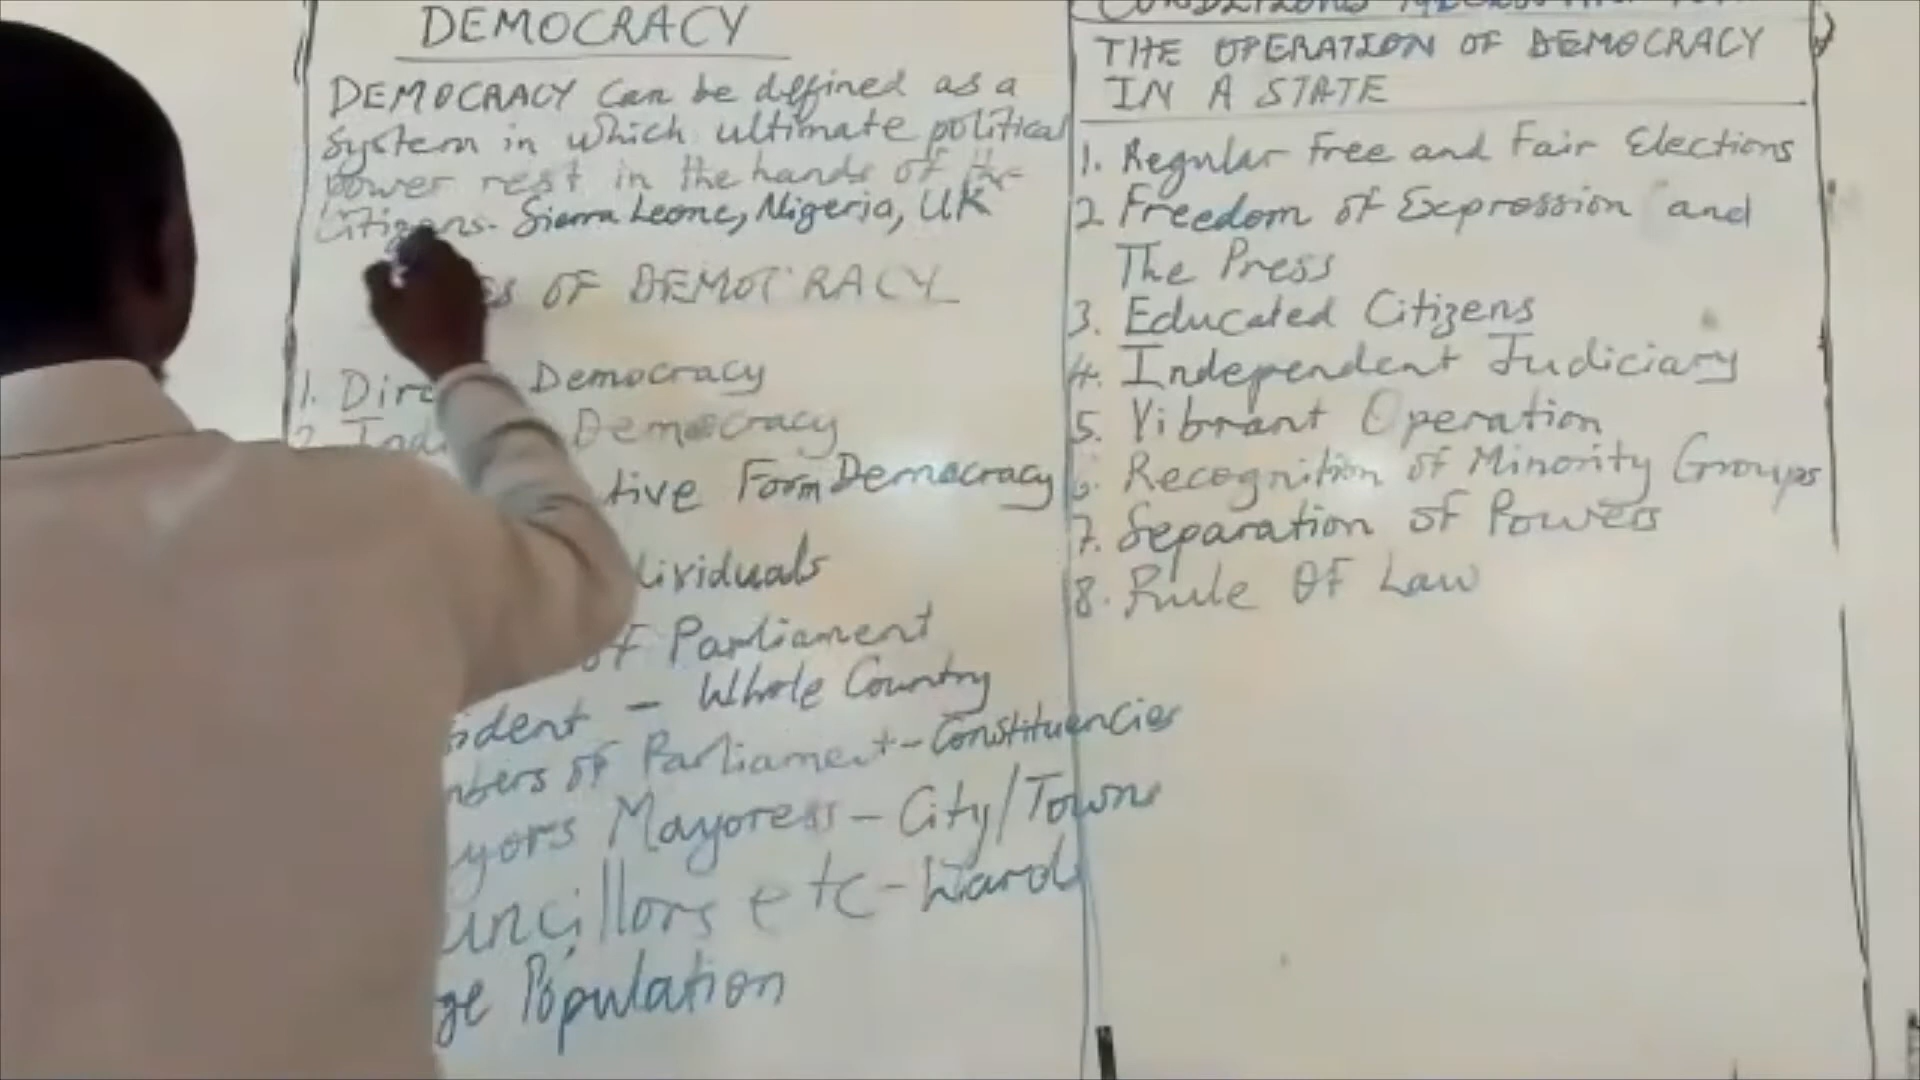 DEMOCRACY
DEMOCRACY can be defined as a
system in which ultimate political
power rest in the hands of the
citizens. Sierra Leone, Nigeria, UK
OF DEMOCRACY
1. Direct Democracy
2. Democracy
tive Form Democracy
dividuals
of Parliament
sident - Whole Country
mbers of Parliament - Constituencies
yors Mayoress - City/Towns
uncillors etc - Wards
ge Population
THE OPERATION OF DEMOCRACY
IN A STATE
1. Regular Free and Fair Elections
2. Freedom of Expression and
The Press
3. Educated Citizens
4. Independent Judiciary
5. Vibrant Operation
6. Recognition of Minority Groups
7. Separation of Powers
8. Rule OF Law